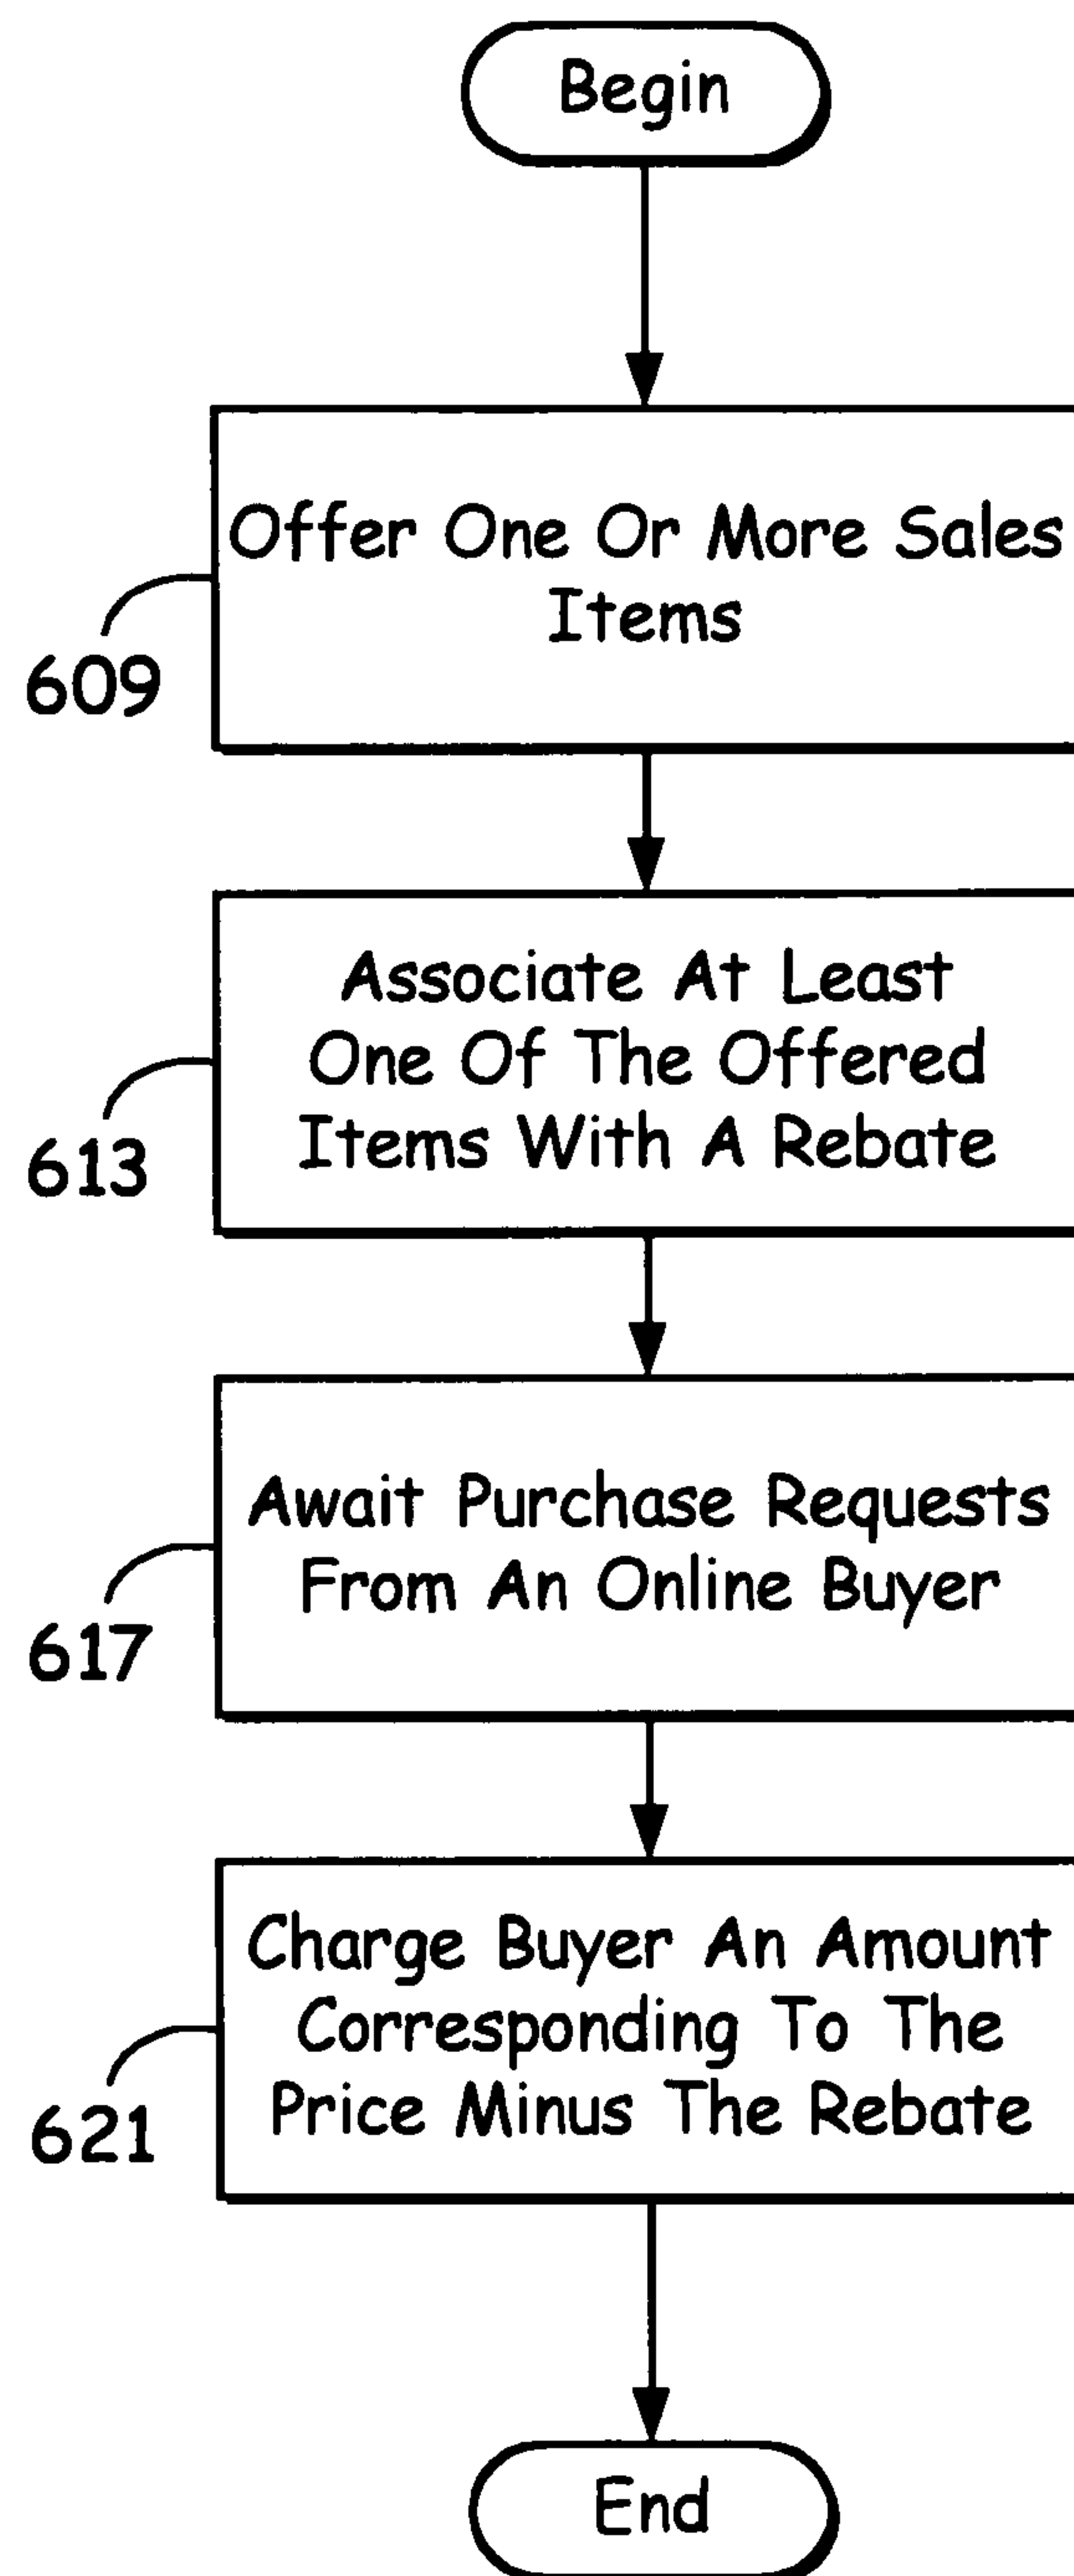 Begin
Offer One Or More Sales
Items
609
Associate At Least
One Of The Offered
Items With A Rebate
613
Await Purchase Requests
From An Online Buyer
617
Charge Buyer An Amount
Corresponding To The
Price Minus The Rebate
621
End